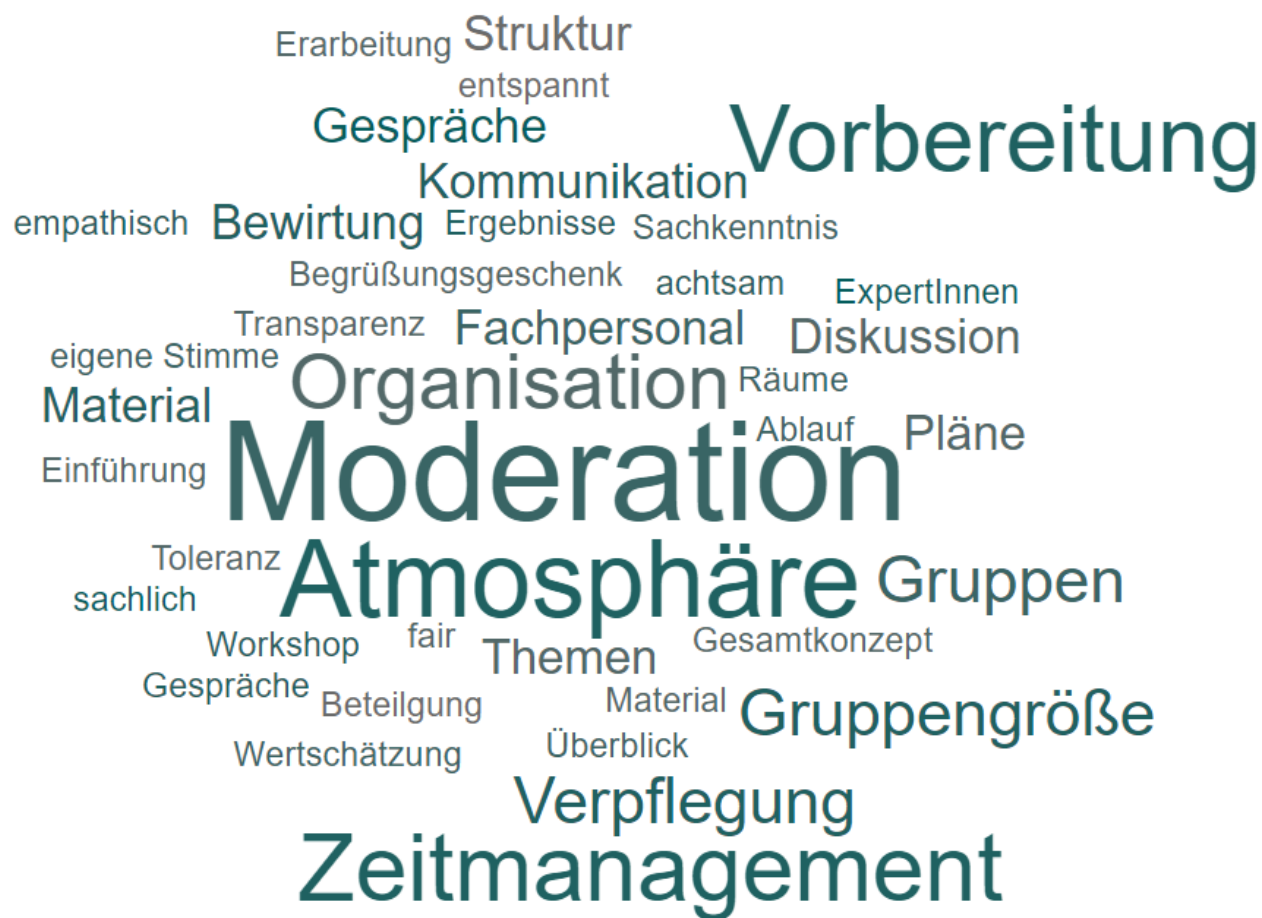 Erarbeitung Struktur
entspannt
Gespräche Vorbereitung
Kommunikation
empathisch Bewirtung Ergebnisse Sachkenntnis
Begrüßungsgeschenk achtsam ExpertInnen
Transparenz Fachpersonal Diskussion
eigene Stimme Organisation Räume
Material Ablauf Pläne
Einführung Moderation
Toleranz Atmosphäre Gruppen
sachlich
Workshop fair Themen Gesamtkonzept
Gespräche Beteilgung Material Gruppengröße
Wertschätzung Überblick
Verpflegung
Zeitmanagement